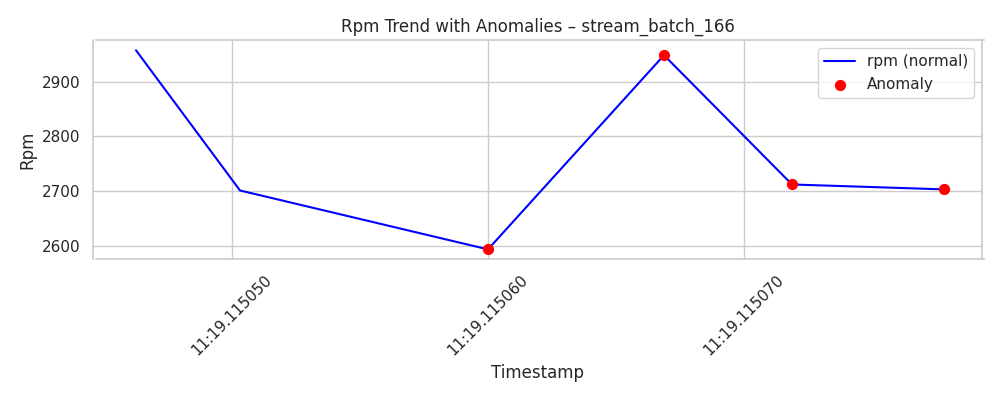 Rpm Trend with Anomalies – stream_batch_166
rpm (normal)
Anomaly
Rpm
2900
2800
2700
2600
11:19.115050
11:19.115060
11:19.115070
Timestamp